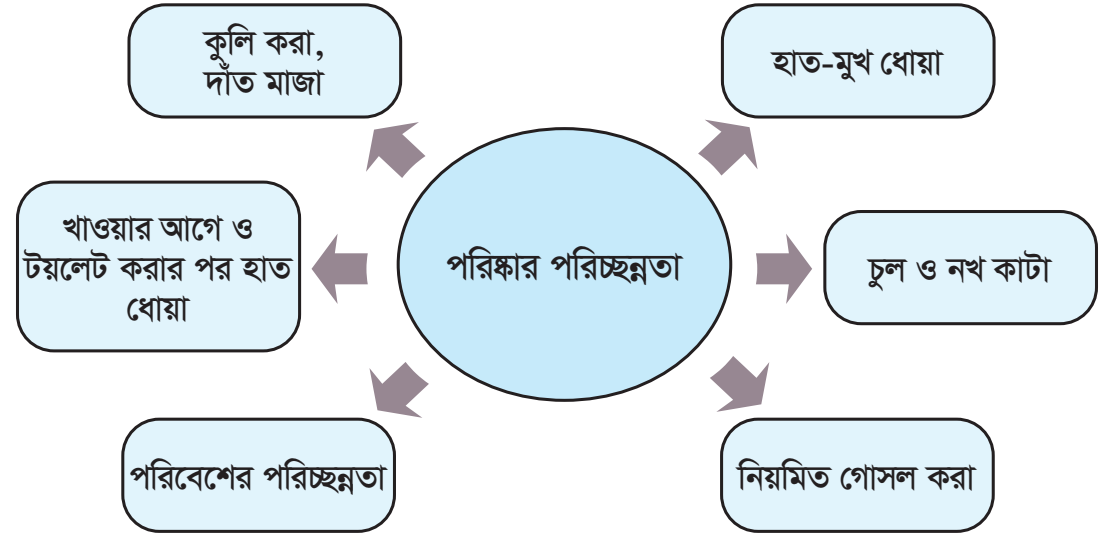 কুলি করা,
দাঁত মাজা
হাত-মুখ ধোয়া
খাওয়ার আগে ও
টয়লেট করার পর হাত
ধোয়া
পরিষ্কার পরিচ্ছন্নতা
চুল ও নখ কাটা
পরিবেশের পরিচ্ছন্নতা
নিয়মিত গোসল করা